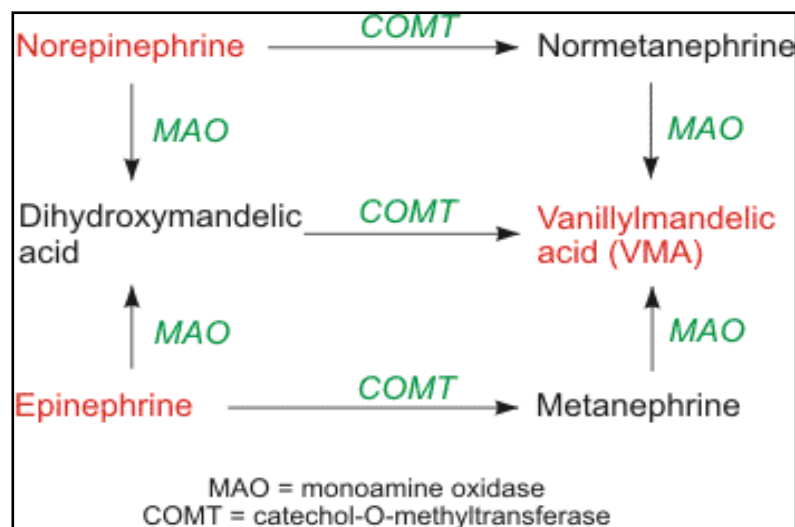 Norepinephrine COMT Normetanephrine
MAO MAO
Dihydroxymandelic COMT Vanillylmandelic
acid acid (VMA)
MAO MAO
Epinephrine COMT Metanephrine
MAO = monoamine oxidase
COMT = catechol-O-methyltransferase